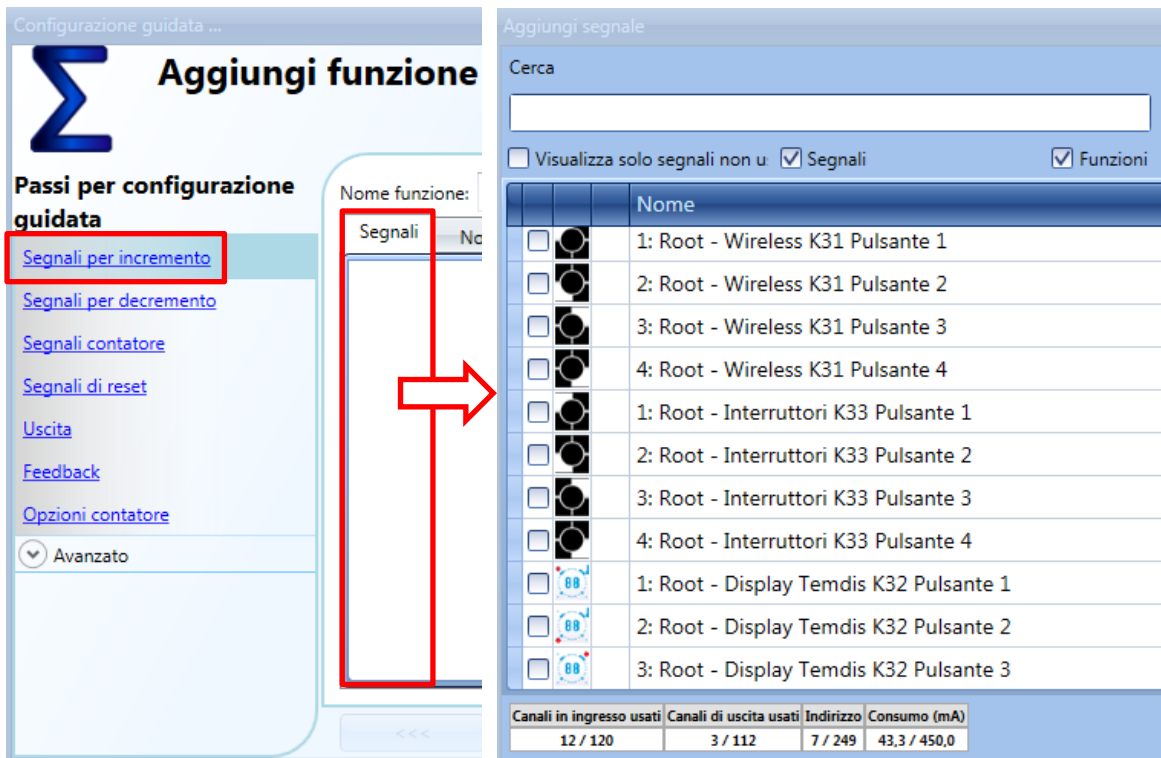 Configurazione guidata ...
Aggiungi funzione
Passi per configurazione
guidata
Segnali per incremento
Segnali per decremento
Segnali contatore
Segnali di reset
Uscita
Feedback
Opzioni contatore
Avanzato
Nome funzione:
Segnali
No
<<<
Aggiungi segnale
Cerca
Visualizza solo segnali non u Segnali Funzioni
Nome
1: Root - Wireless K31 Pulsante 1
2: Root - Wireless K31 Pulsante 2
3: Root - Wireless K31 Pulsante 3
4: Root - Wireless K31 Pulsante 4
1: Root - Interruttori K33 Pulsante 1
2: Root - Interruttori K33 Pulsante 2
3: Root - Interruttori K33 Pulsante 3
4: Root - Interruttori K33 Pulsante 4
88 1: Root - Display Temdis K32 Pulsante 1
88 2: Root - Display Temdis K32 Pulsante 2
88 3: Root - Display Temdis K32 Pulsante 3
Canali in ingresso usati Canali di uscita usati Indirizzo Consumo (mA)
12 / 120 3 / 112 7 / 249 43,3 / 450,0